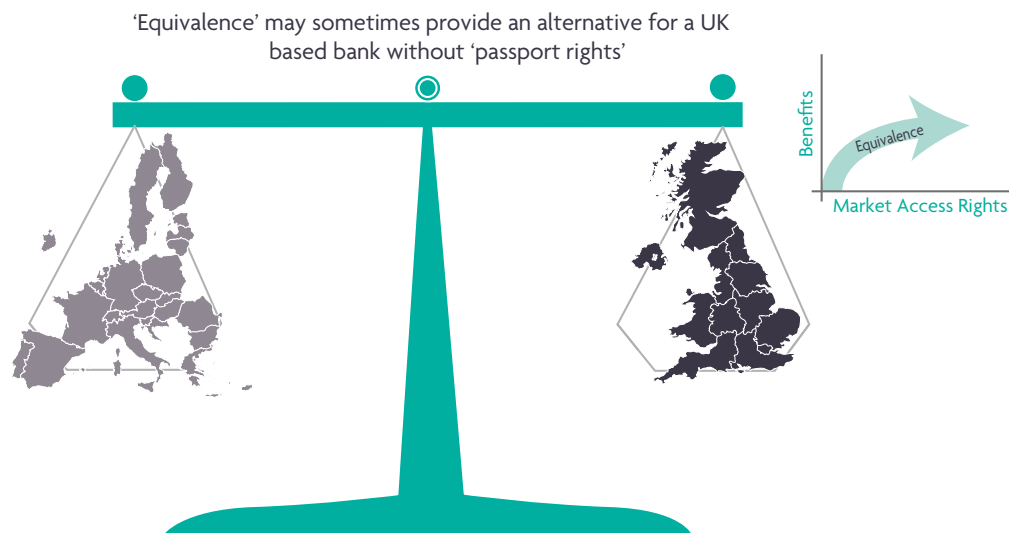 ‘Equivalence’ may sometimes provide an alternative for a UK
based bank without ‘passport rights’
Benefits
Equivalence
Market Access Rights